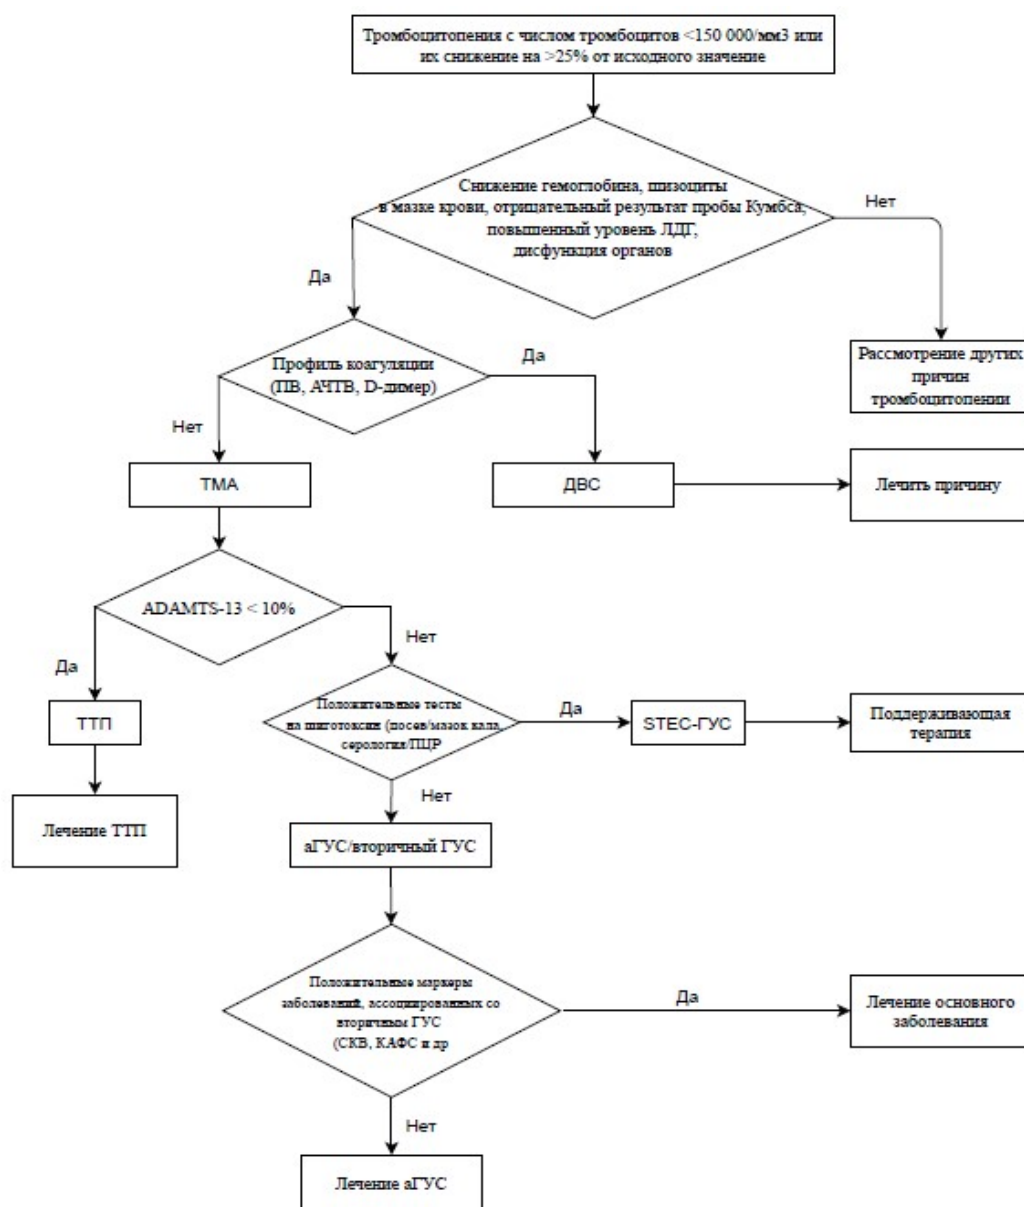 Тромбоцитопения с числом тромбоцитов <150 000/мм3 или
их снижение на >25% от исходного значение
Снижение гемоглобина, шизоциты
в мазке крови, отрицательный результат пробы Кумбса,
повышенный уровень ЛДГ,
дисфункция органов
Нет
Да
Рассмотрение других
причин
тромбоцитопении
Профиль коагуляции
(ПВ, АЧТВ, D-димер)
Да
Нет
ТМА
ДВС
Лечить причину
ADAMTS-13 < 10%
Нет
Да
ТТП
Лечение ТТП
Положительные тесты
на шиготоксин (посев/мазок кала,
серология/ПЦР
Да
STEC-ГУС
Поддерживающая
терапия
Нет
аГУС/вторичный ГУС
Положительные маркеры
заболеваний, ассоциированных со
вторичным ГУС
(СКВ, КАФС и др
Да
Лечение основного
заболевания
Нет
Лечение аГУС